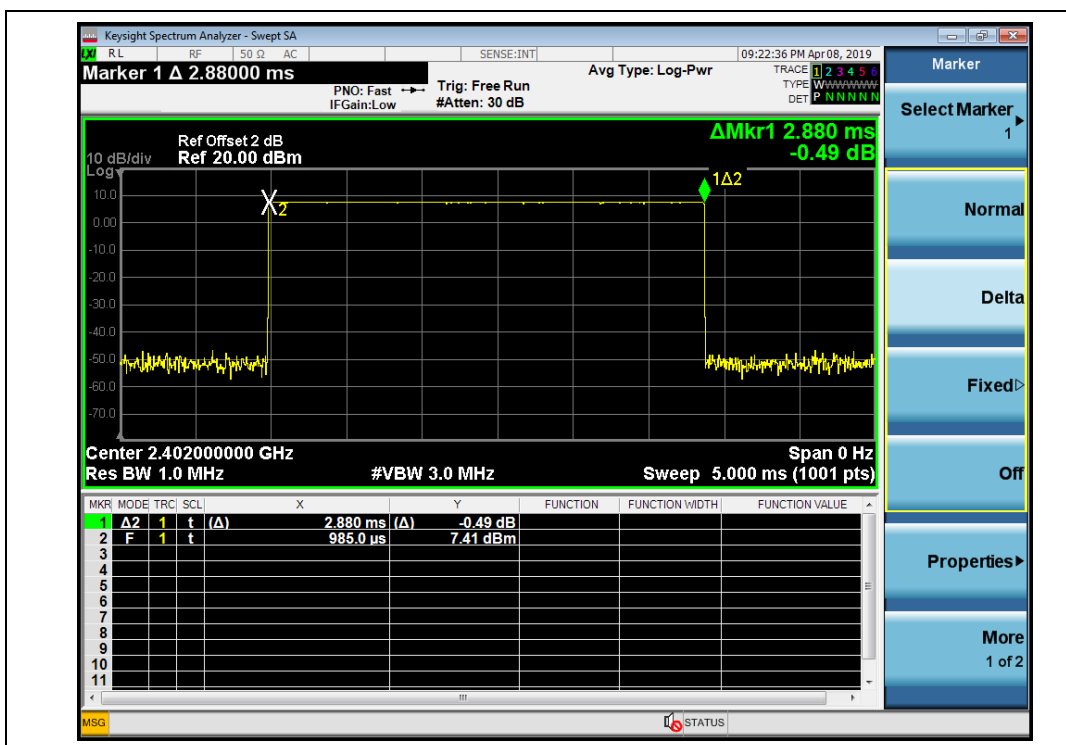 Keysight Spectrum Analyzer - Swept SA
LXI RL RF 50 Ω AC SENSE:INT 09:22:36 PM Apr 08, 2019
Marker 1 Δ 2.88000 ms
PNO: Fast
IFGain:Low
Trig: Free Run
#Atten: 30 dB
Avg Type: Log-Pwr
TRACE 1 2 3 4 5 6
TYPE WWWWWW
DET P N N N N N
Ref Offset 2 dB
10 dB/div Ref 20.00 dBm
Log
ΔMkr1 2.880 ms
-0.49 dB
1Δ2
10.0
X2
0.00
-10.0
-20.0
-30.0
-40.0
-50.0
-60.0
-70.0
Center 2.402000000 GHz Span 0 Hz
Res BW 1.0 MHz #VBW 3.0 MHz Sweep 5.000 ms (1001 pts)
MKR MODE TRC SCL X Y FUNCTION FUNCTION WIDTH FUNCTION VALUE
1 Δ2 1 t (Δ) 2.880 ms (Δ) -0.49 dB
2 F 1 t 985.0 µs 7.41 dBm
3
4
5
6
7
8
9
10
11
MSG STATUS
Marker
Select Marker
1
Normal
Delta
Fixed
Off
Properties
More
1 of 2